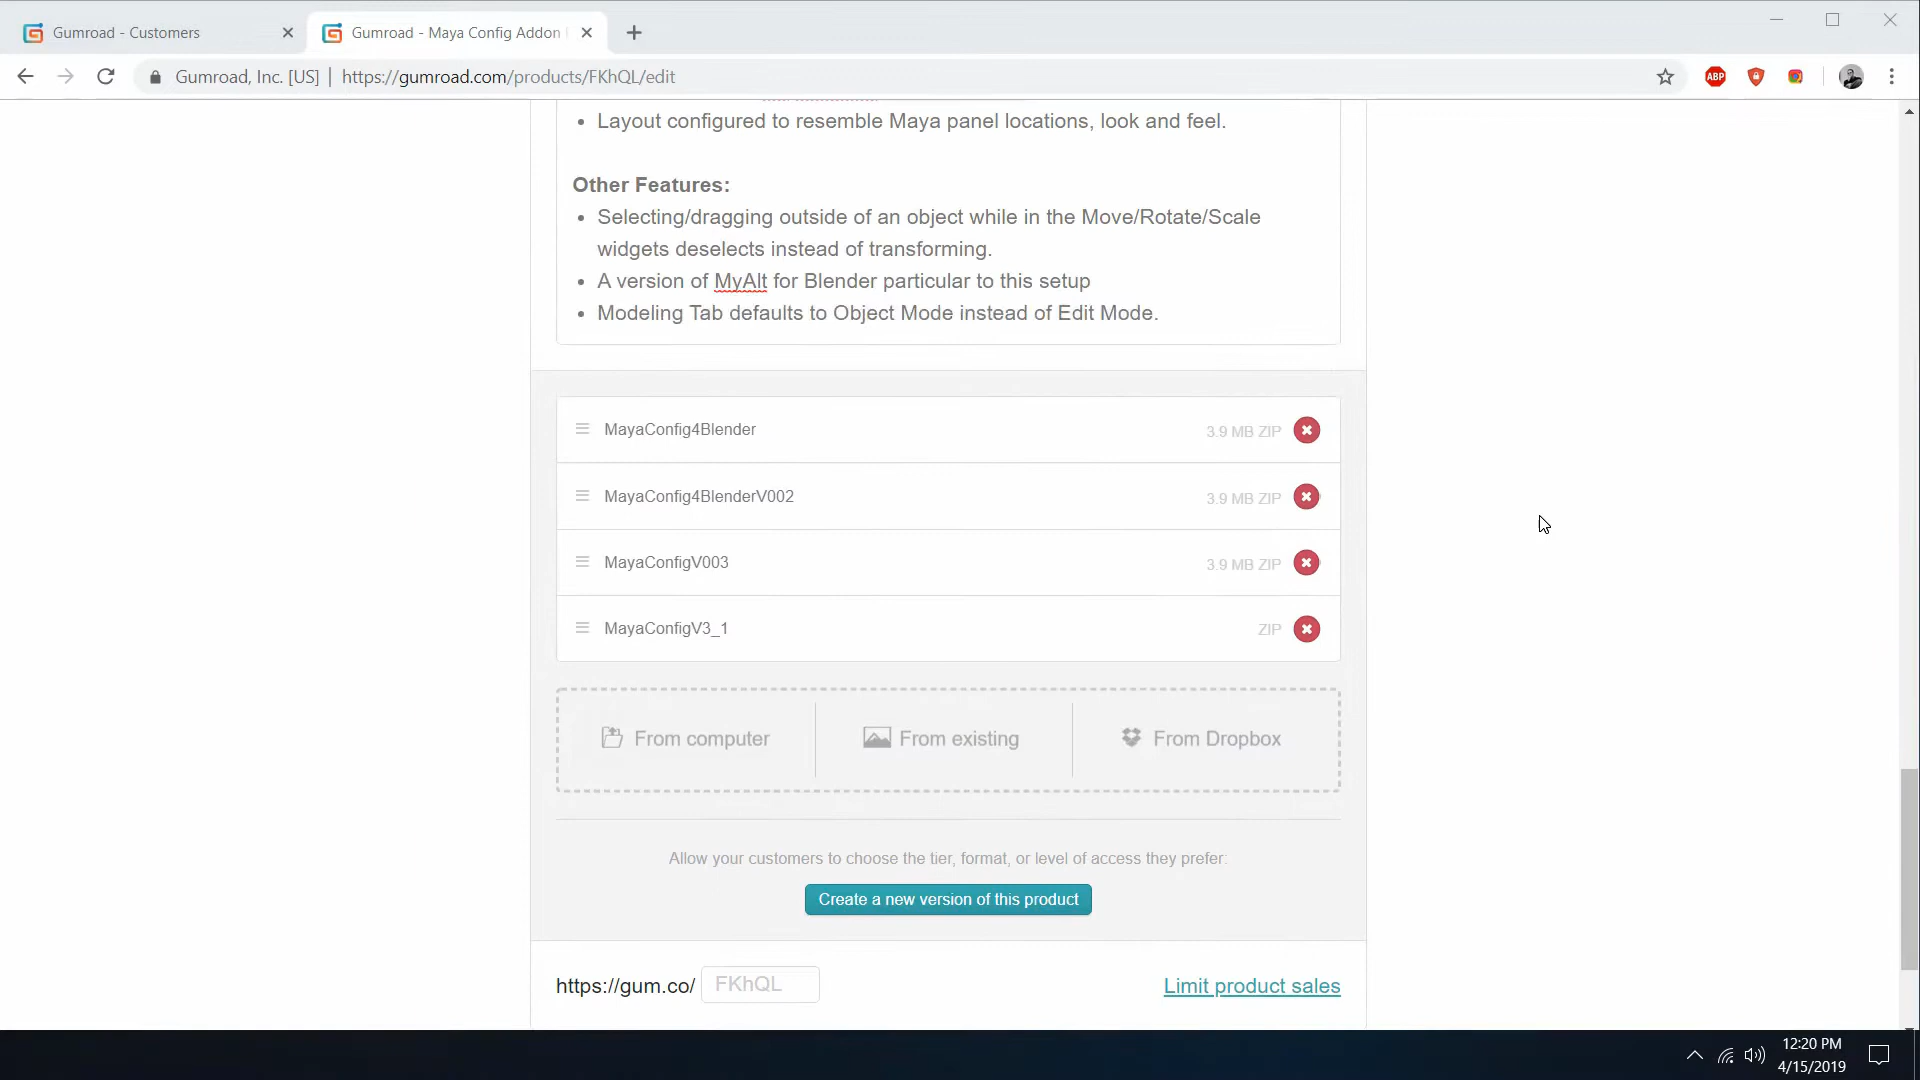 Gumroad - Customers
Gumroad - Maya Config Addon
Gumroad, Inc. [US] | https://gumroad.com/products/FKhQL/edit
ABP
• Layout configured to resemble Maya panel locations, look and feel.
Other Features:
• Selecting/dragging outside of an object while in the Move/Rotate/Scale
widgets deselects instead of transforming.
• A version of MyAlt for Blender particular to this setup
• Modeling Tab defaults to Object Mode instead of Edit Mode.
MayaConfig4Blender 3.9 MB ZIP
MayaConfig4BlenderV002 3.9 MB ZIP
MayaConfigV003 3.9 MB ZIP
MayaConfigV3_1 ZIP
From computer From existing From Dropbox
Allow your customers to choose the tier, format, or level of access they prefer:
Create a new version of this product
https://gum.co/ FKhQL Limit product sales
12:20 PM
4/15/2019